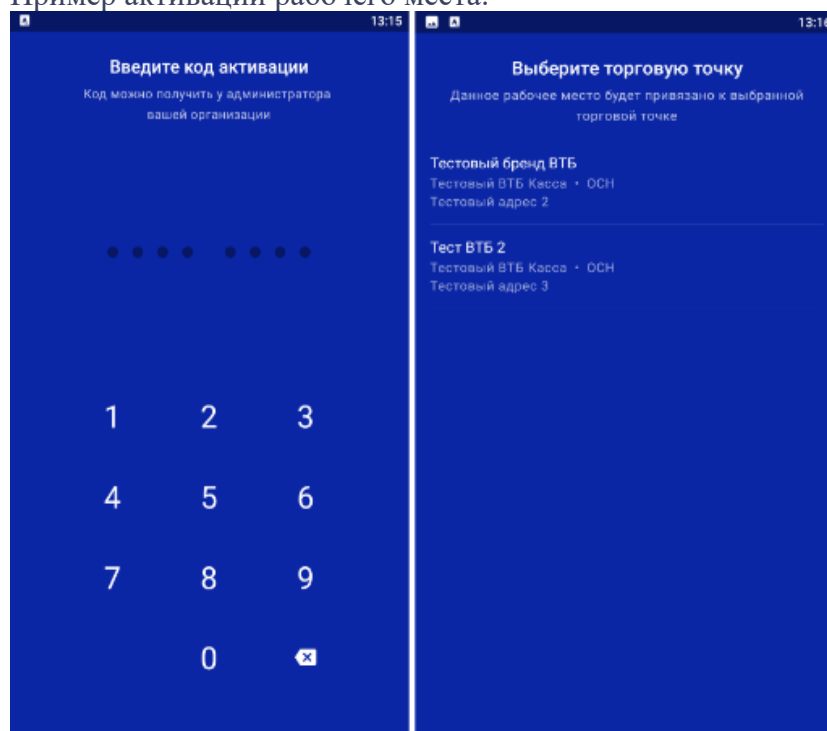 Пример активации рабочего места:
13:15
Введите код активации
Код можно получить у администратора
вашей организации
1 2 3
4 5 6
7 8 9
0
13:16
Выберите торговую точку
Данное рабочее место будет привязано к выбранной
торговой точке
Тестовый бренд ВТБ
Тестовый ВТБ Касса • ОСН
Тестовый адрес 2
Тест ВТБ 2
Тестовый ВТБ Касса • ОСН
Тестовый адрес 3